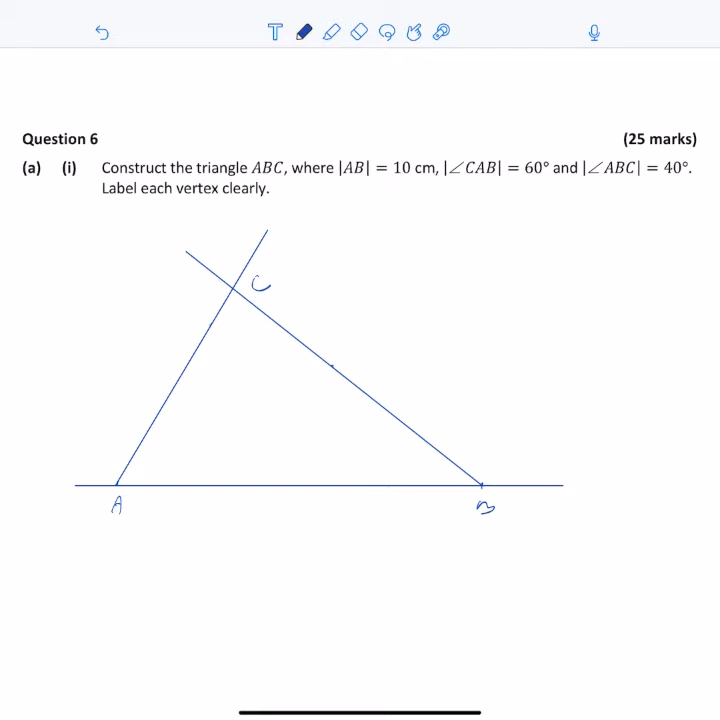 Question 6 (25 marks)
(a) (i) Construct the triangle ABC, where |AB| = 10 cm, |∠CAB| = 60° and |∠ABC| = 40°.
Label each vertex clearly.
C
A B